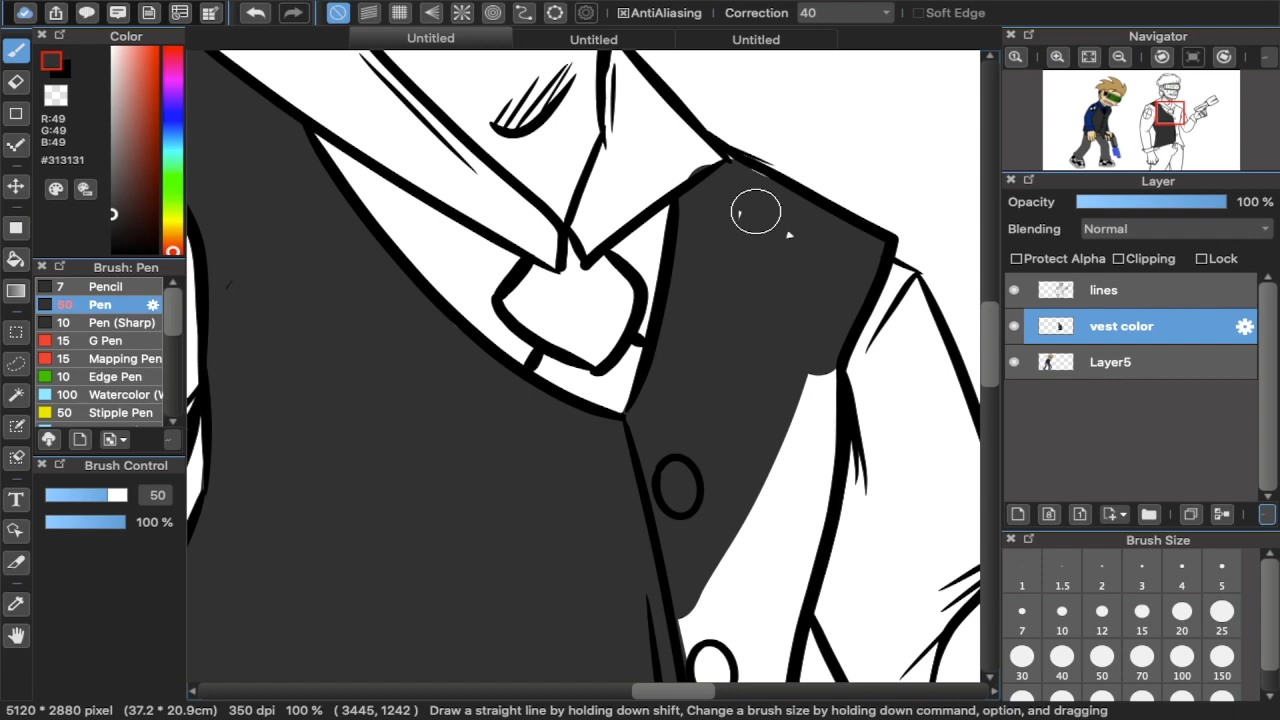 AntiAliasing Correction 40 Soft Edge
Color
Untitled
Untitled
Untitled
Navigator
R:49
G:49
B:49
#313131
Brush: Pen
7 Pencil
50 Pen
10 Pen (Sharp)
15 G Pen
15 Mapping Pen
10 Edge Pen
100 Watercolor (W
50 Stipple Pen
Brush Control
50
100 %
Layer
Opacity 100 %
Blending Normal
Protect Alpha Clipping Lock
lines
vest color
Layer5
Brush Size
1 1.5 2 3 4 5
7 10 12 15 20 25
30 40 50 70 100 150
5120 * 2880 pixel (37.2 * 20.9cm) 350 dpi 100 % ( 3445, 1242 ) Draw a straight line by holding down shift, Change a brush size by holding down command, option, and dragging